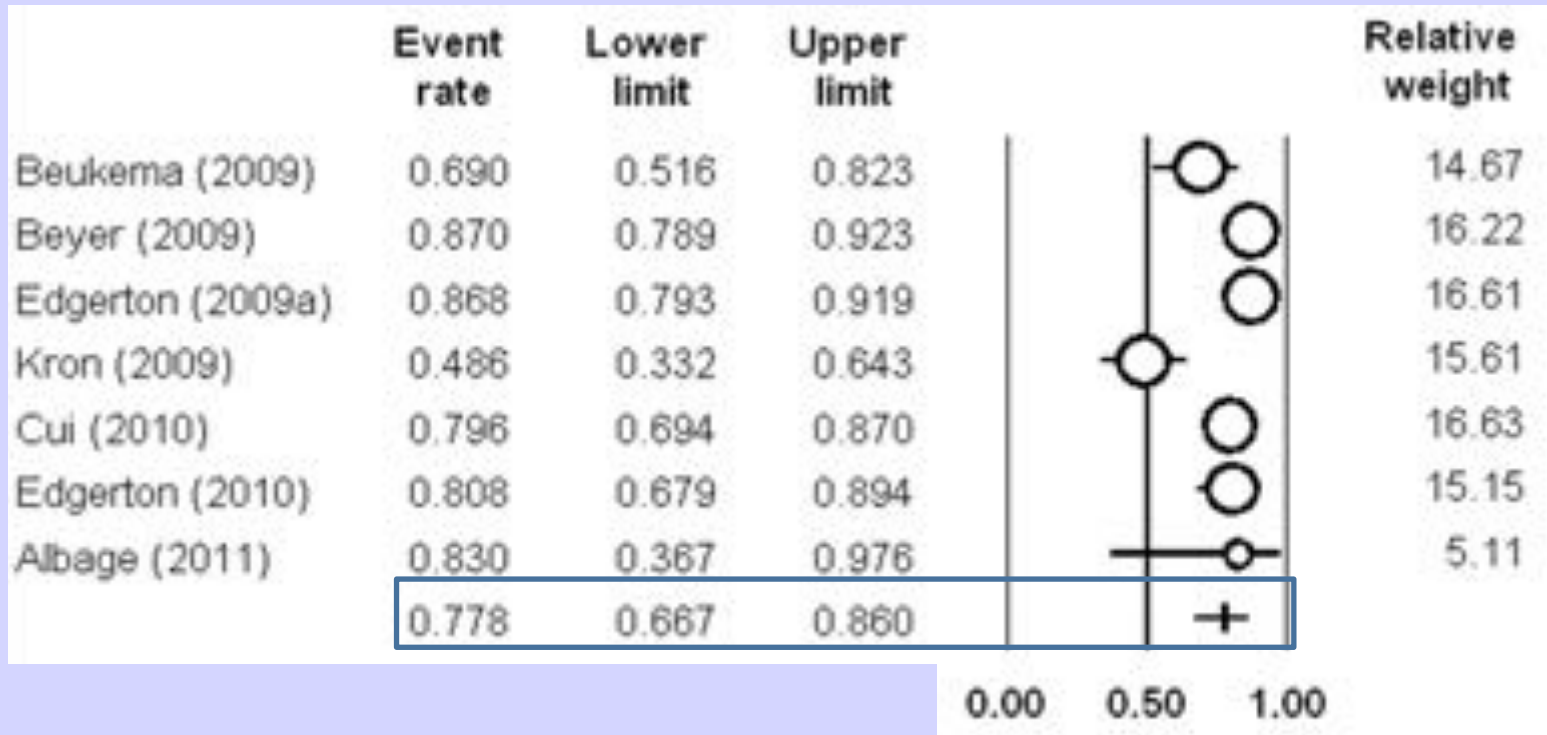 Event rate Lower limit Upper limit Relative weight
Beukema (2009) 0.690 0.516 0.823 14.67
Beyer (2009) 0.870 0.789 0.923 16.22
Edgerton (2009a) 0.868 0.793 0.919 16.61
Kron (2009) 0.486 0.332 0.643 15.61
Cui (2010) 0.796 0.694 0.870 16.63
Edgerton (2010) 0.808 0.679 0.894 15.15
Albage (2011) 0.830 0.367 0.976 5.11
0.778 0.667 0.860
0.00 0.50 1.00